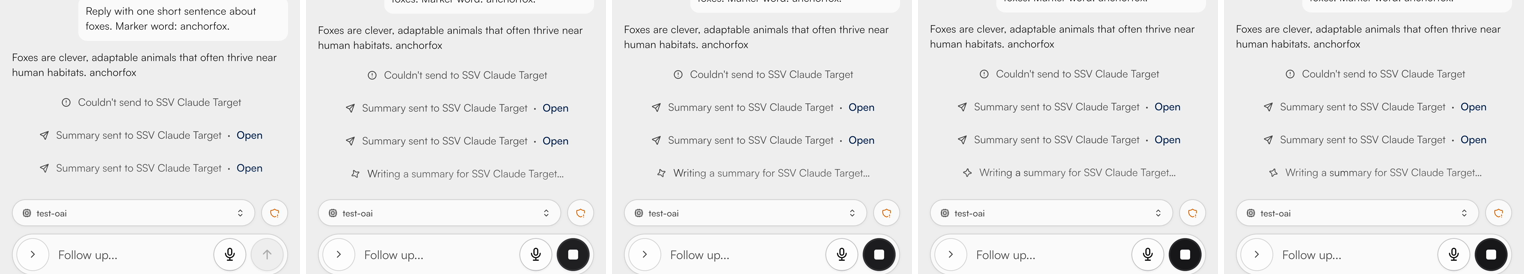 Reply with one short sentence about
foxes. Marker word: anchorfox.
Foxes are clever, adaptable animals that often thrive near
human habitats. anchorfox
Couldn't send to SSV Claude Target
Summary sent to SSV Claude Target · Open
Summary sent to SSV Claude Target · Open
test-oai
Follow up...
Foxes are clever, adaptable animals that often thrive near
human habitats. anchorfox
Couldn't send to SSV Claude Target
Summary sent to SSV Claude Target · Open
Summary sent to SSV Claude Target · Open
Writing a summary for SSV Claude Target...
test-oai
Follow up...
Foxes are clever, adaptable animals that often thrive near
human habitats. anchorfox
Couldn't send to SSV Claude Target
Summary sent to SSV Claude Target · Open
Summary sent to SSV Claude Target · Open
Writing a summary for SSV Claude Target...
test-oai
Follow up...
Foxes are clever, adaptable animals that often thrive near
human habitats. anchorfox
Couldn't send to SSV Claude Target
Summary sent to SSV Claude Target · Open
Summary sent to SSV Claude Target · Open
Writing a summary for SSV Claude Target...
test-oai
Follow up...
Foxes are clever, adaptable animals that often thrive near
human habitats. anchorfox
Couldn't send to SSV Claude Target
Summary sent to SSV Claude Target · Open
Summary sent to SSV Claude Target · Open
Writing a summary for SSV Claude Target...
test-oai
Follow up...